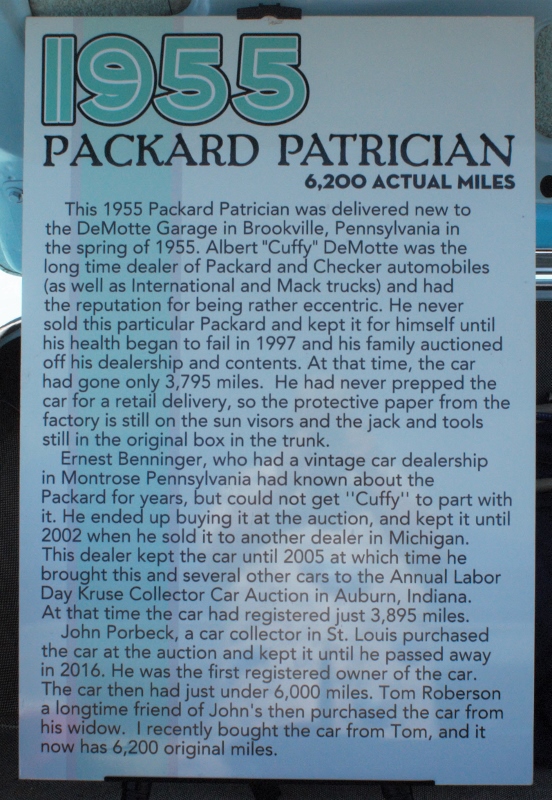 1955
PACKARD PATRICIAN
6,200 ACTUAL MILES
This 1955 Packard Patrician was delivered new to
the DeMotte Garage in Brookville, Pennsylvania in
the spring of 1955. Albert "Cuffy" DeMotte was the
long time dealer of Packard and Checker automobiles
(as well as International and Mack trucks) and had
the reputation for being rather eccentric. He never
sold this particular Packard and kept it for himself until
his health began to fail in 1997 and his family auctioned
off his dealership and contents. At that time, the car
had gone only 3,795 miles. He had never prepped the
car for a retail delivery, so the protective paper from the
factory is still on the sun visors and the jack and tools
still in the original box in the trunk.
Ernest Benninger, who had a vintage car dealership
in Montrose Pennsylvania had known about the
Packard for years, but could not get ''Cuffy'' to part with
it. He ended up buying it at the auction, and kept it until
2002 when he sold it to another dealer in Michigan.
This dealer kept the car until 2005 at which time he
brought this and several other cars to the Annual Labor
Day Kruse Collector Car Auction in Auburn, Indiana.
At that time the car had registered just 3,895 miles.
John Porbeck, a car collector in St. Louis purchased
the car at the auction and kept it until he passed away
in 2016. He was the first registered owner of the car.
The car then had just under 6,000 miles. Tom Roberson
a longtime friend of John's then purchased the car from
his widow. I recently bought the car from Tom, and it
now has 6,200 original miles.